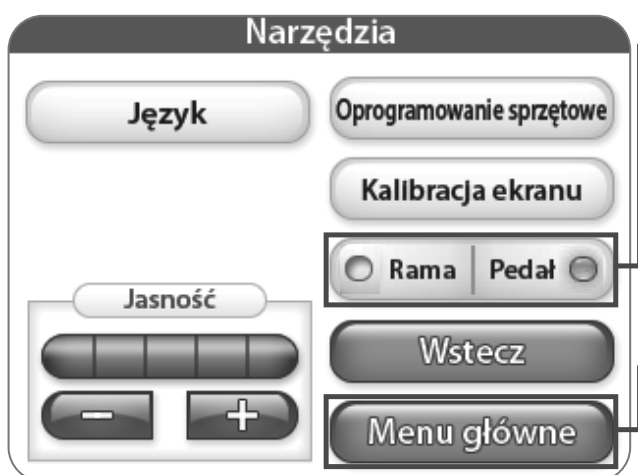 Narzędzia
Język
Oprogramowanie sprzętowe
Kalibracja ekranu
Rama | Pedał
Jasność
Wstecz
− +
Menu główne